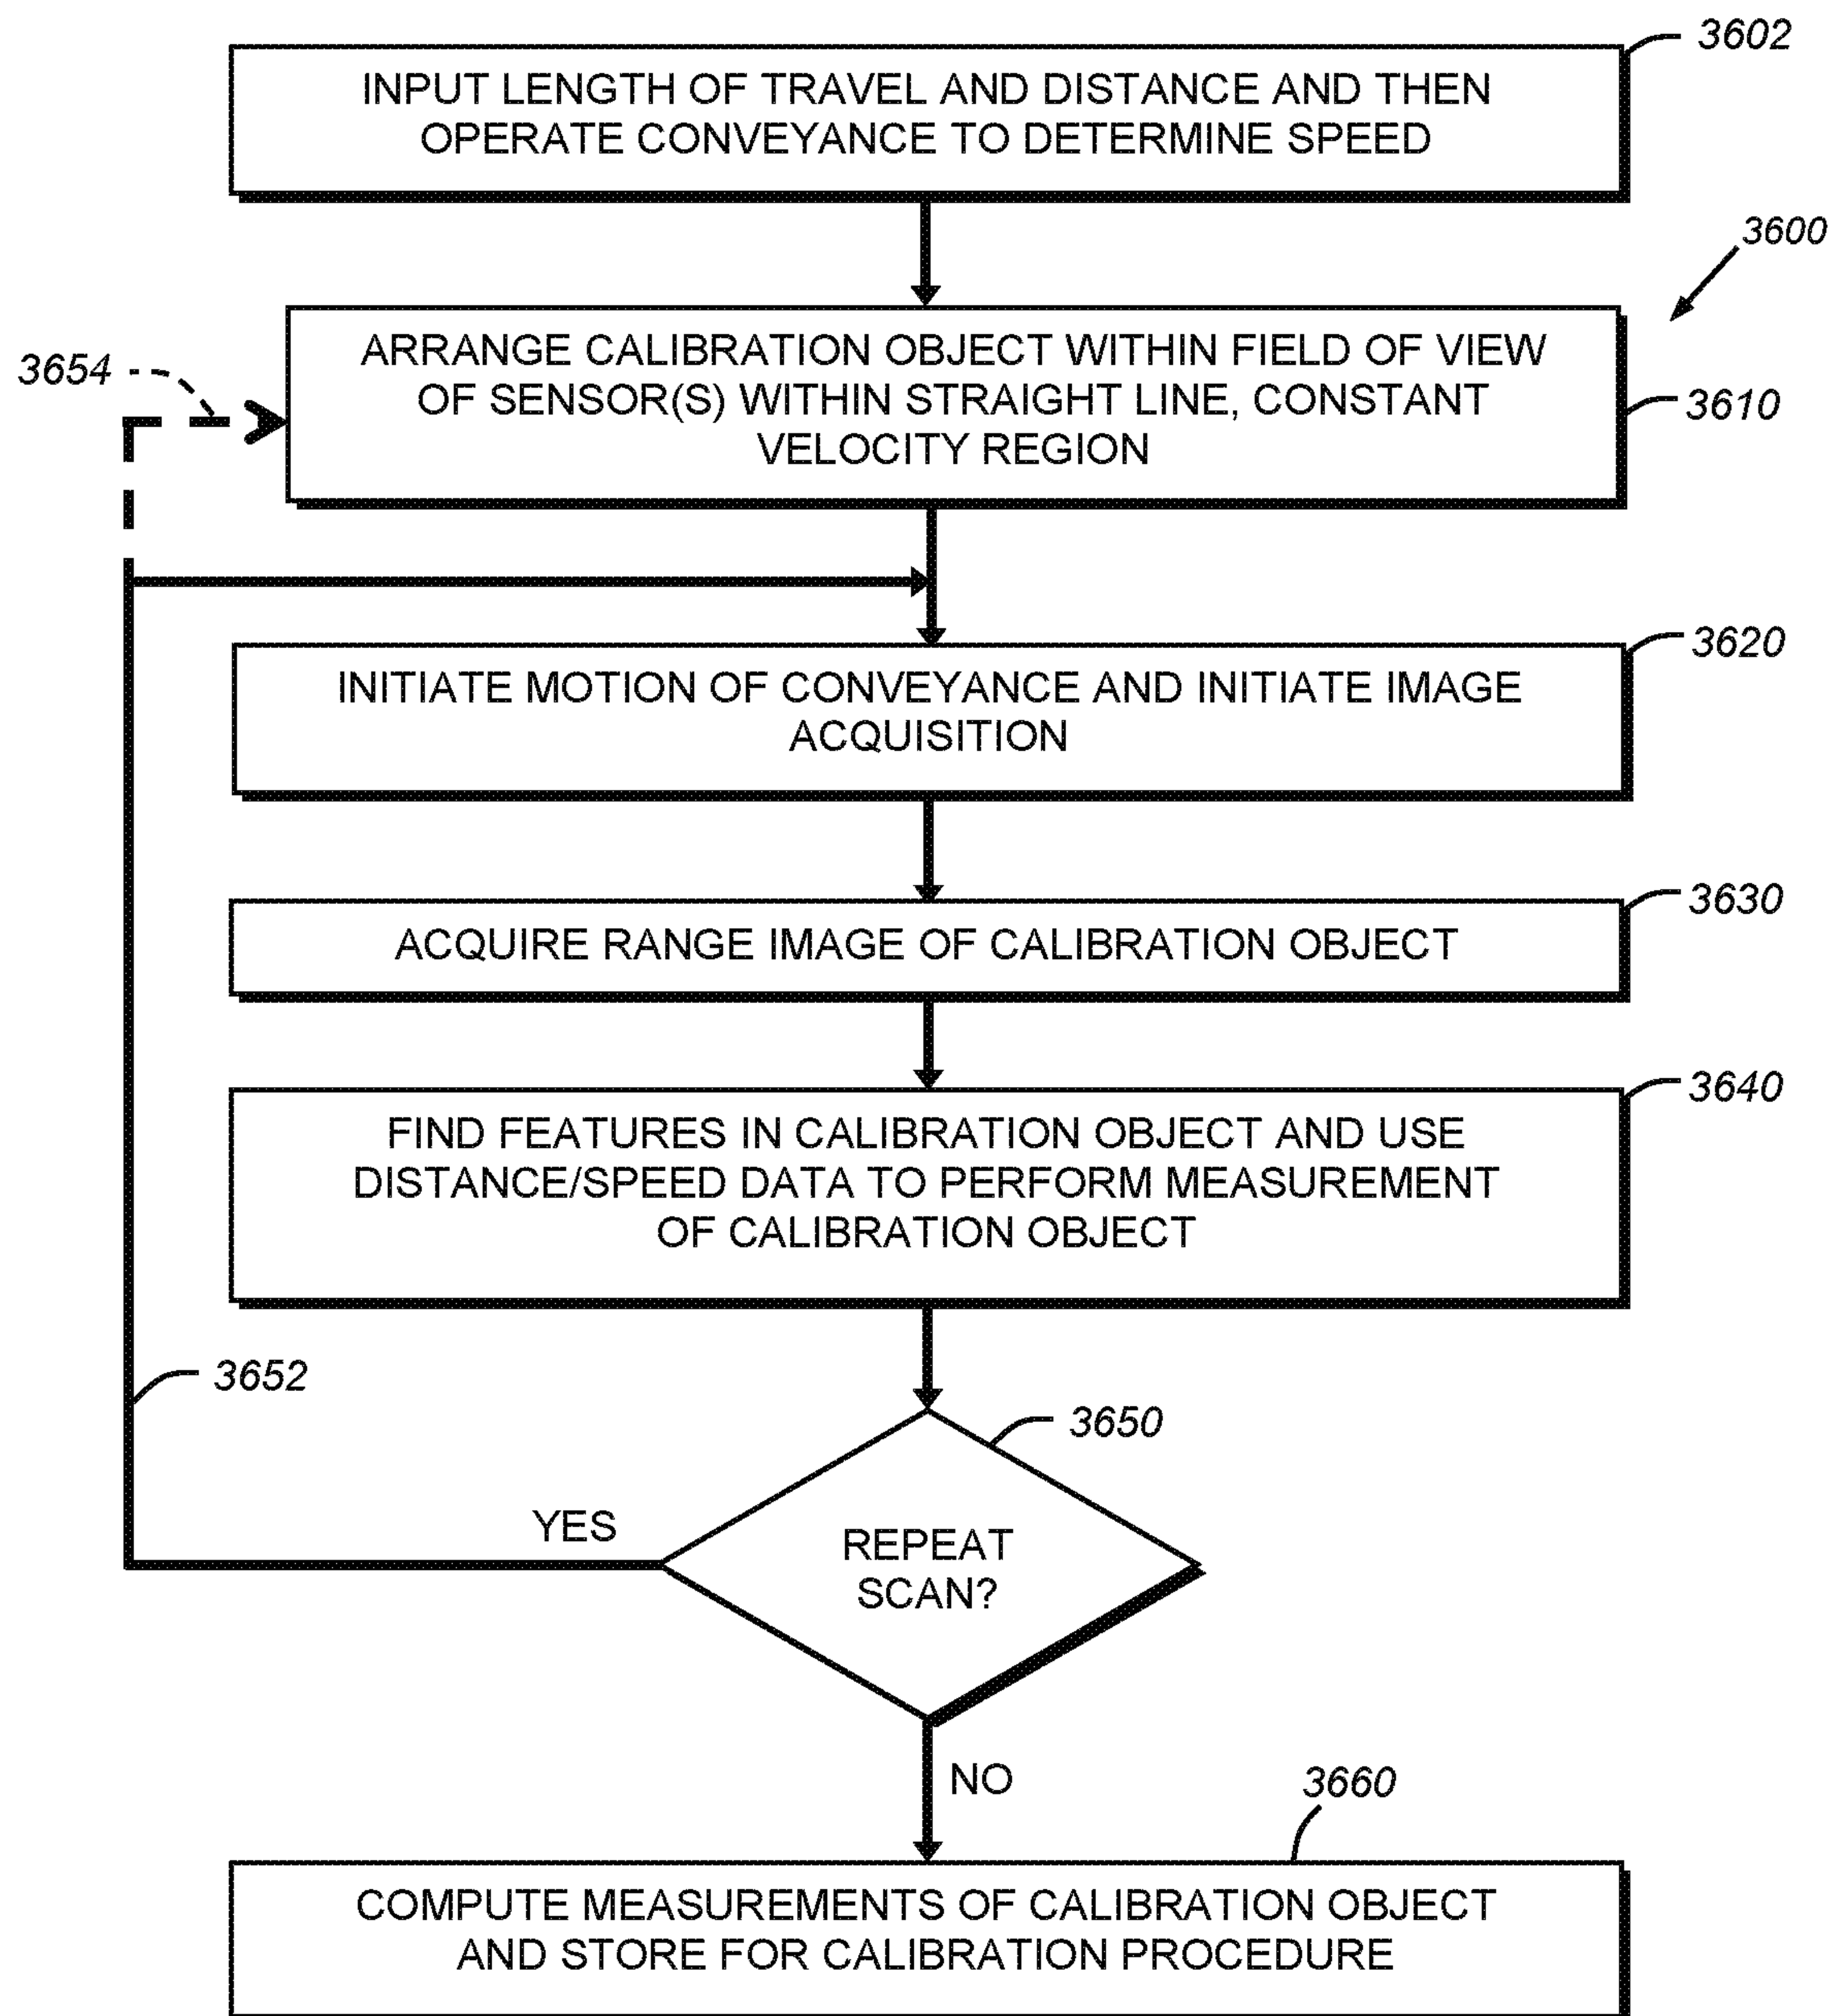 3602
INPUT LENGTH OF TRAVEL AND DISTANCE AND THEN
OPERATE CONVEYANCE TO DETERMINE SPEED
3600
3654
ARRANGE CALIBRATION OBJECT WITHIN FIELD OF VIEW
OF SENSOR(S) WITHIN STRAIGHT LINE, CONSTANT
VELOCITY REGION
3610
3620
INITIATE MOTION OF CONVEYANCE AND INITIATE IMAGE
ACQUISITION
3630
ACQUIRE RANGE IMAGE OF CALIBRATION OBJECT
3640
FIND FEATURES IN CALIBRATION OBJECT AND USE
DISTANCE/SPEED DATA TO PERFORM MEASUREMENT
OF CALIBRATION OBJECT
3652
3650
YES
REPEAT
SCAN?
NO
3660
COMPUTE MEASUREMENTS OF CALIBRATION OBJECT
AND STORE FOR CALIBRATION PROCEDURE